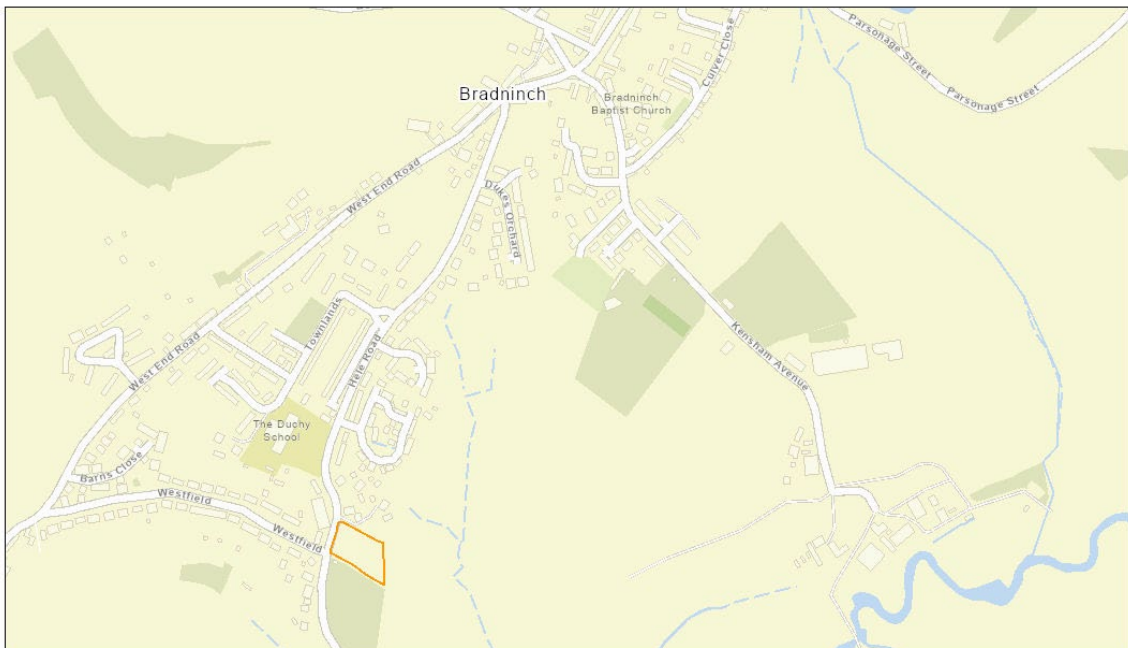 Parsonage Street
Parsonage Street
Culver Close
Bradninch
Bradninch
Baptist Church
West End Road
Dukes Orchard
Townlands
Kensham Avenue
West End Road
Hele Road
The Duchy
School
Barns Close
Westfield
Westfield